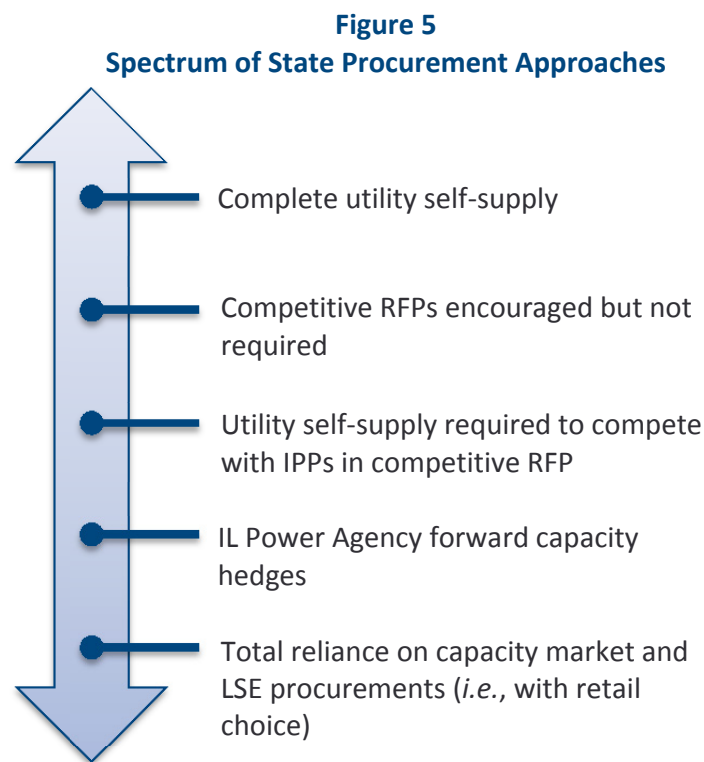 Figure 5
Spectrum of State Procurement Approaches
Complete utility self-supply
Competitive RFPs encouraged but not
required
Utility self-supply required to compete
with IPPs in competitive RFP
IL Power Agency forward capacity
hedges
Total reliance on capacity market and
LSE procurements (i.e., with retail
choice)